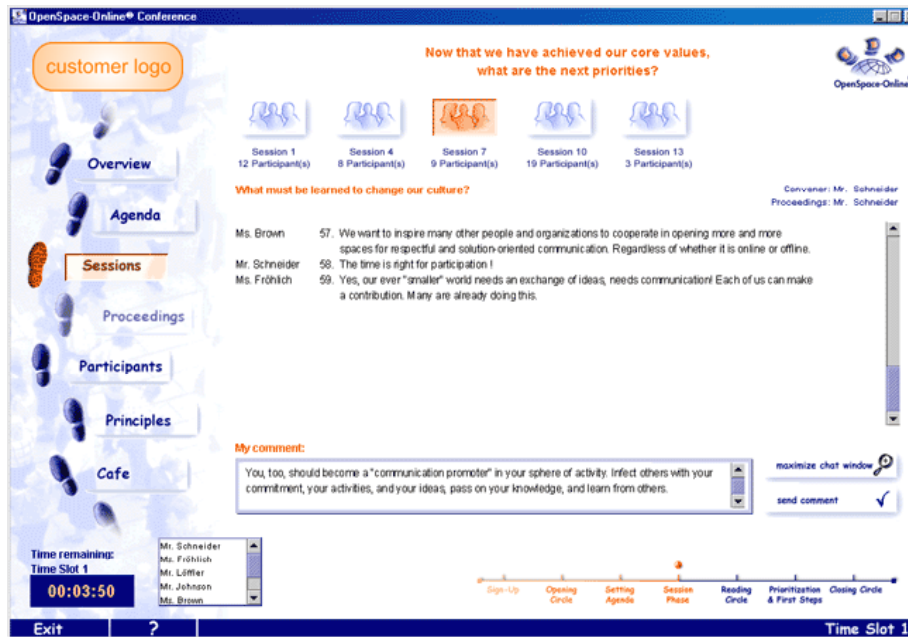 OpenSpace-Online® Conference
customer logo
Now that we have achieved our core values,
what are the next priorities?
OpenSpace-Online
Session 1
12 Participant(s)
Session 4
8 Participant(s)
Session 7
9 Participant(s)
Session 10
19 Participant(s)
Session 13
3 Participant(s)
Overview
Agenda
Sessions
Proceedings
Participants
Principles
Cafe
What must be learned to change our culture?
Convener: Mr. Schneider
Proceedings: Mr. Schneider
Ms. Brown 57. We want to inspire many other people and organizations to cooperate in opening more and more
spaces for respectful and solution-oriented communication. Regardless of whether it is online or offline.
Mr. Schneider 58. The time is right for participation !
Ms. Fröhlich 59. Yes, our ever "smaller" world needs an exchange of ideas, needs communication! Each of us can make
a contribution. Many are already doing this.
My comment:
You, too, should become a "communication promoter" in your sphere of activity. Infect others with your
commitment, your activities, and your ideas, pass on your knowledge, and learn from others.
maximize chat window
send comment
Time remaining:
Time Slot 1
00:03:50
Mr. Schneider
Ms. Fröhlich
Mr. Löffler
Mr. Johnson
Ms. Brown
Sign-Up
Opening
Circle
Setting
Agenda
Session
Phase
Reading
Circle
Prioritization
& First Steps
Closing Circle
Exit
?
Time Slot 1